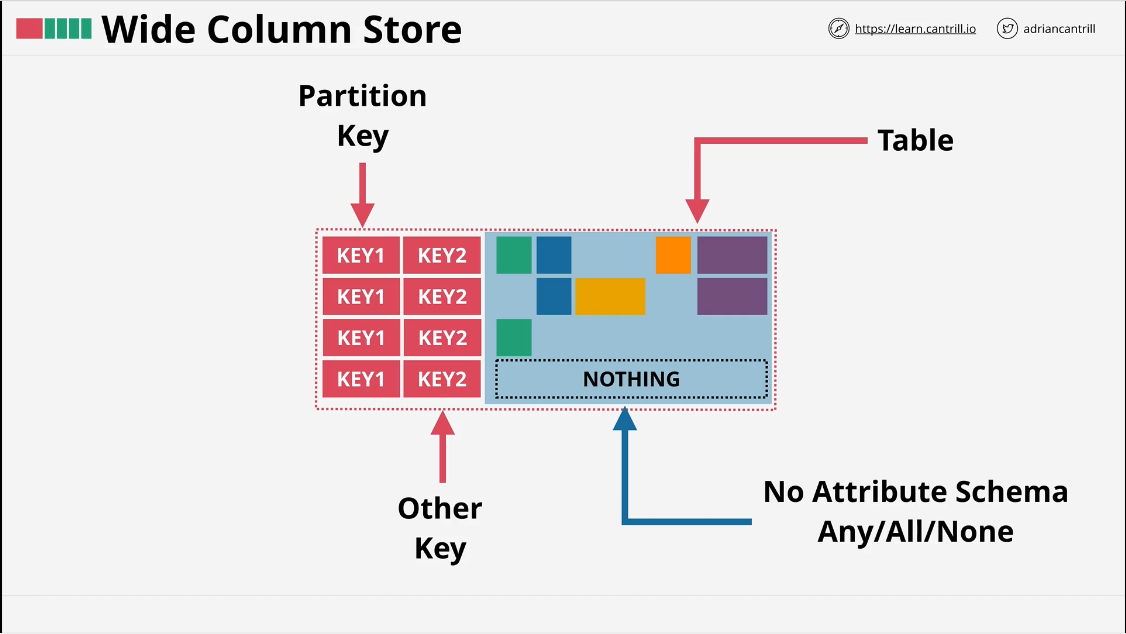 Wide Column Store
https://learn.cantrill.io
adriancantrill
Partition
Key
Table
KEY1 KEY2
KEY1 KEY2
KEY1 KEY2
KEY1 KEY2 NOTHING
Other
Key
No Attribute Schema
Any/All/None